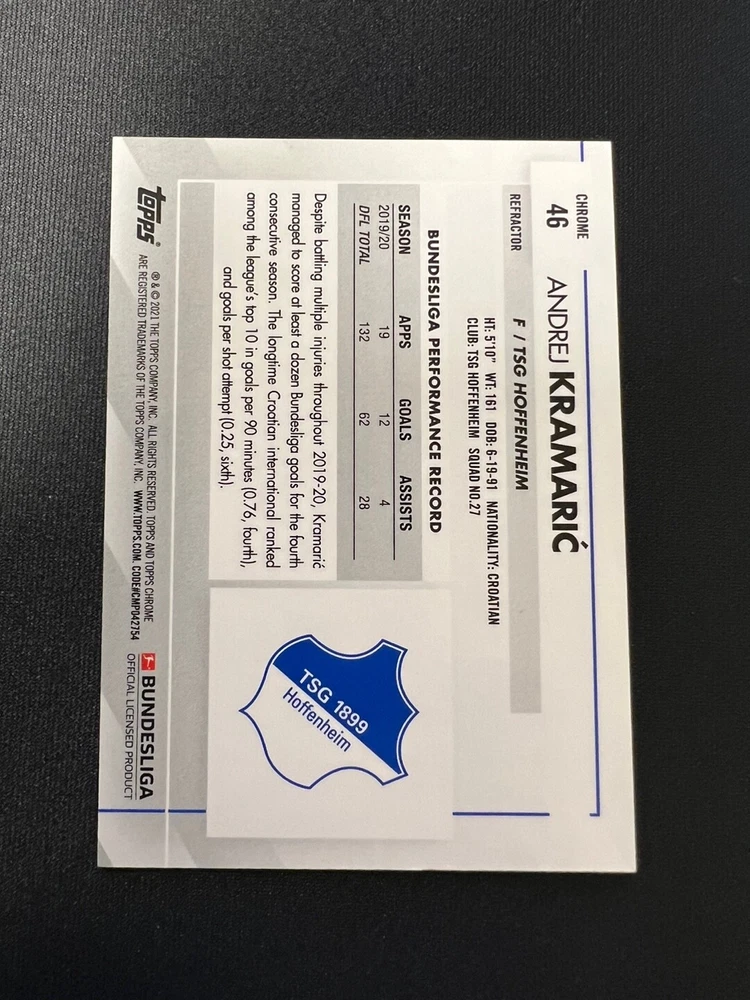 CHROME
46
ANDREJ KRAMARIĆ
REFRACTOR
F / TSG HOFFENHEIM
HT: 5'10" WT: 161 DOB: 6-19-91 NATIONALITY: CROATIAN
CLUB: TSG HOFFENHEIM SQUAD NO.27
BUNDESLIGA PERFORMANCE RECORD
SEASON APPS GOALS ASSISTS
2019/20 19 12 4
DFL TOTAL 132 62 28
Despite battling multiple injuries throughout 2019-20, Kramarić
managed to score at least a dozen Bundesliga goals for the fourth
consecutive season. The longtime Croatian international ranked
among the league's top 10 in goals per 90 minutes (0.76, fourth),
and goals per shot attempt (0.25, sixth).
TSG 1899
Hoffenheim
topps®
® & © 2021 THE TOPPS COMPANY, INC. ALL RIGHTS RESERVED. TOPPS AND TOPPS CHROME
ARE REGISTERED TRADEMARKS OF THE TOPPS COMPANY, INC. WWW.TOPPS.COM. CODE#CMP042754
BUNDESLIGA
OFFICIAL LICENSED PRODUCT